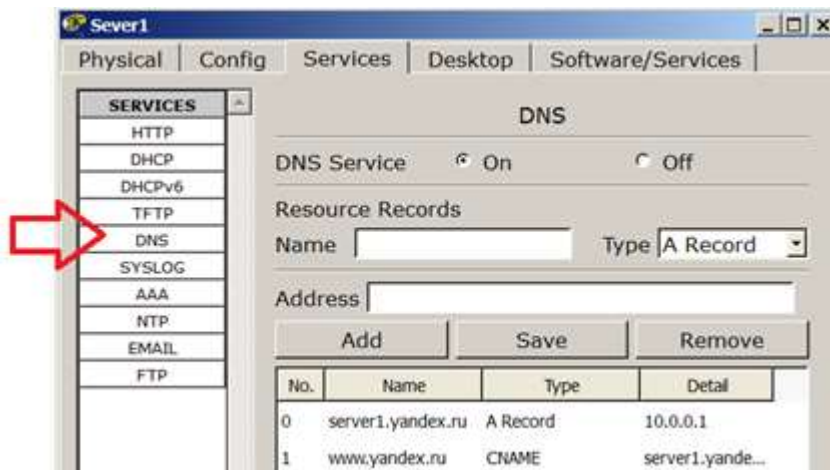 Sever1
Physical Config Services Desktop Software/Services
SERVICES
HTTP
DHCP
DHCPv6
TFTP
DNS
SYSLOG
AAA
NTP
EMAIL
FTP
DNS
DNS Service On Off
Resource Records
Name Type A Record
Address
Add Save Remove
No. Name Type Detail
0 server1.yandex.ru A Record 10.0.0.1
1 www.yandex.ru CNAME server1.yande...